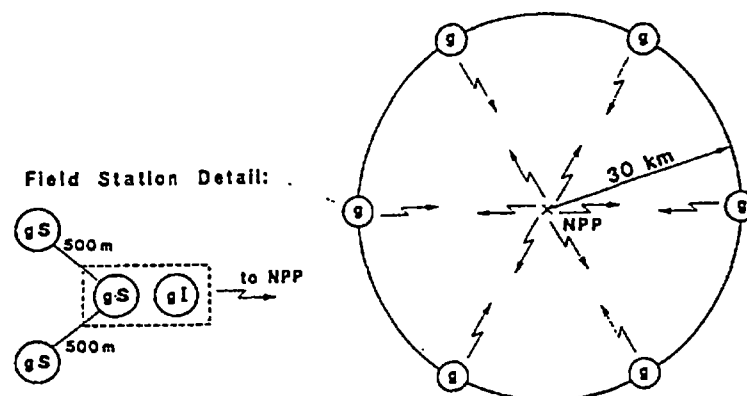 g
g
30 km
Field Station Detail:
g
NPP
g
gS
500m
gS
gI
to NPP
500m
gS
g
g